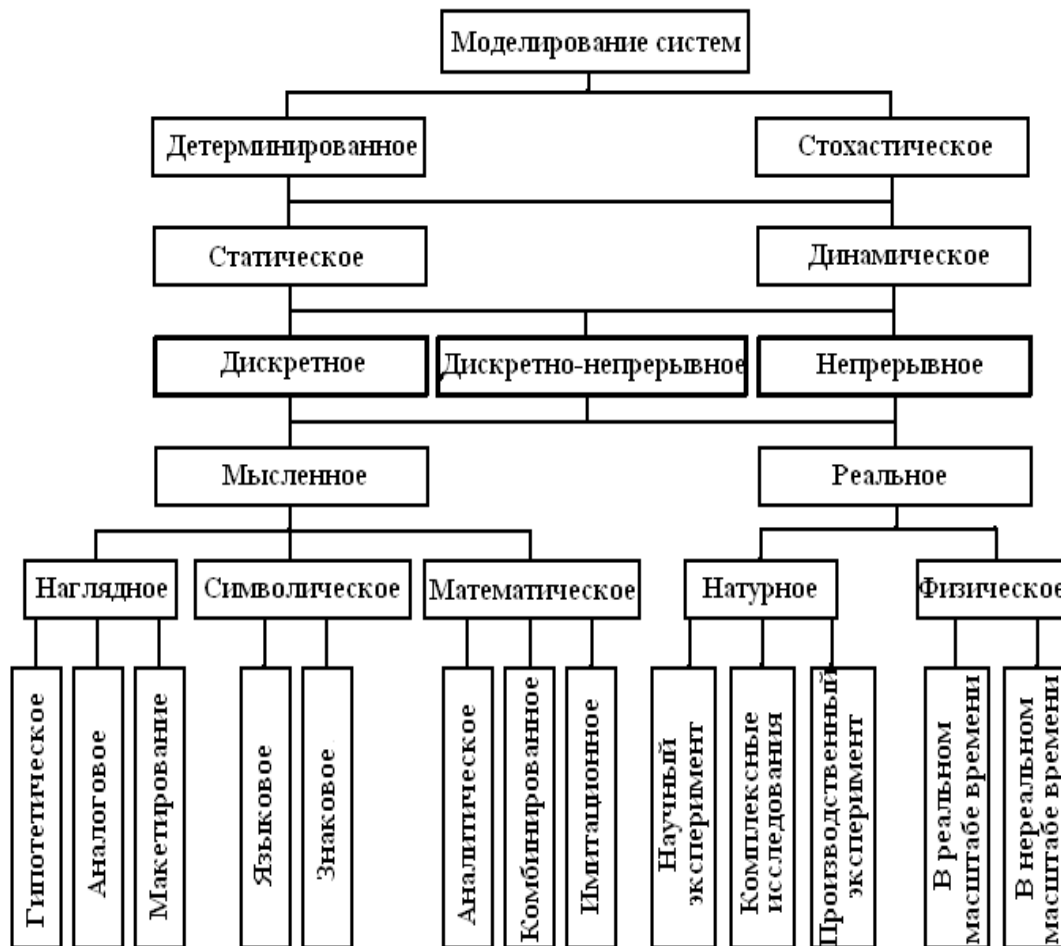 Моделирование систем
Детерминированное
Стохастическое
Статическое
Динамическое
Дискретное
Дискретно-непрерывное
Непрерывное
Мысленное
Реальное
Наглядное
Символическое
Математическое
Натурное
Физическое
Гипотетическое
Аналоговое
Макетирование
Языковое
Знаковое
Аналитическое
Комбинированное
Имитационное
Научный
эксперимент
Комплексные
исследования
Производственный
эксперимент
В реальном
масштабе времени
В нереальном
масштабе времени